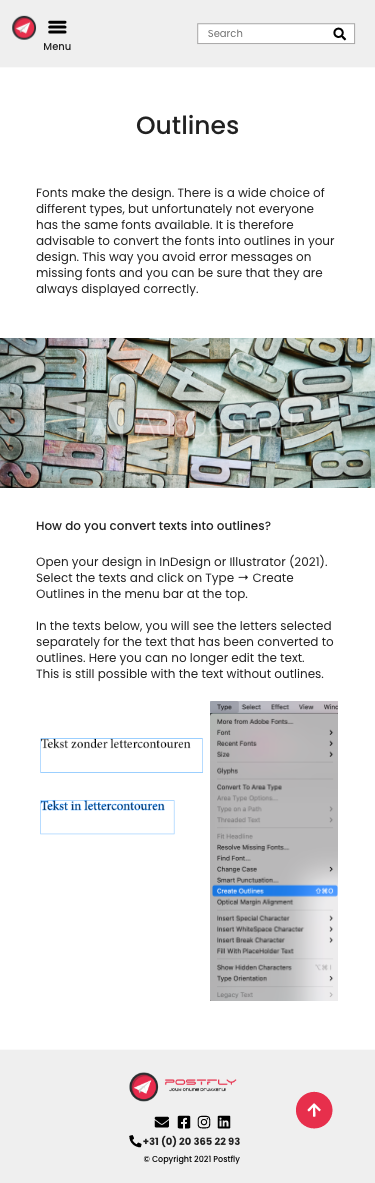 Menu
Search
Outlines
Fonts make the design. There is a wide choice of
different types, but unfortunately not everyone
has the same fonts available. It is therefore
advisable to convert the fonts into outlines in your
design. This way you avoid error messages on
missing fonts and you can be sure that they are
always displayed correctly.
Adobe Stock
How do you convert texts into outlines?
Open your design in InDesign or Illustrator (2021).
Select the texts and click on Type → Create
Outlines in the menu bar at the top.
In the texts below, you will see the letters selected
separately for the text that has been converted to
outlines. Here you can no longer edit the text.
This is still possible with the text without outlines.
Tekst zonder lettercontouren
Tekst in lettercontouren
Type Select Effect View Wind
More from Adobe Fonts...
Font
Recent Fonts
Size
Glyphs
Convert To Area Type
Area Type Options...
Type on a Path
Threaded Text
Fit Headline
Resolve Missing Fonts...
Find Font...
Change Case
Smart Punctuation...
Create Outlines ⇧⌘O
Optical Margin Alignment
Insert Special Character
Insert WhiteSpace Character
Insert Break Character
Fill With PlaceHolder Text
Show Hidden Characters ⌥⌘I
Type Orientation
Legacy Text
POSTFLY
JOUW ONLINE DRUKKERIJ!
+31 (0) 20 365 22 93
© Copyright 2021 Postfly